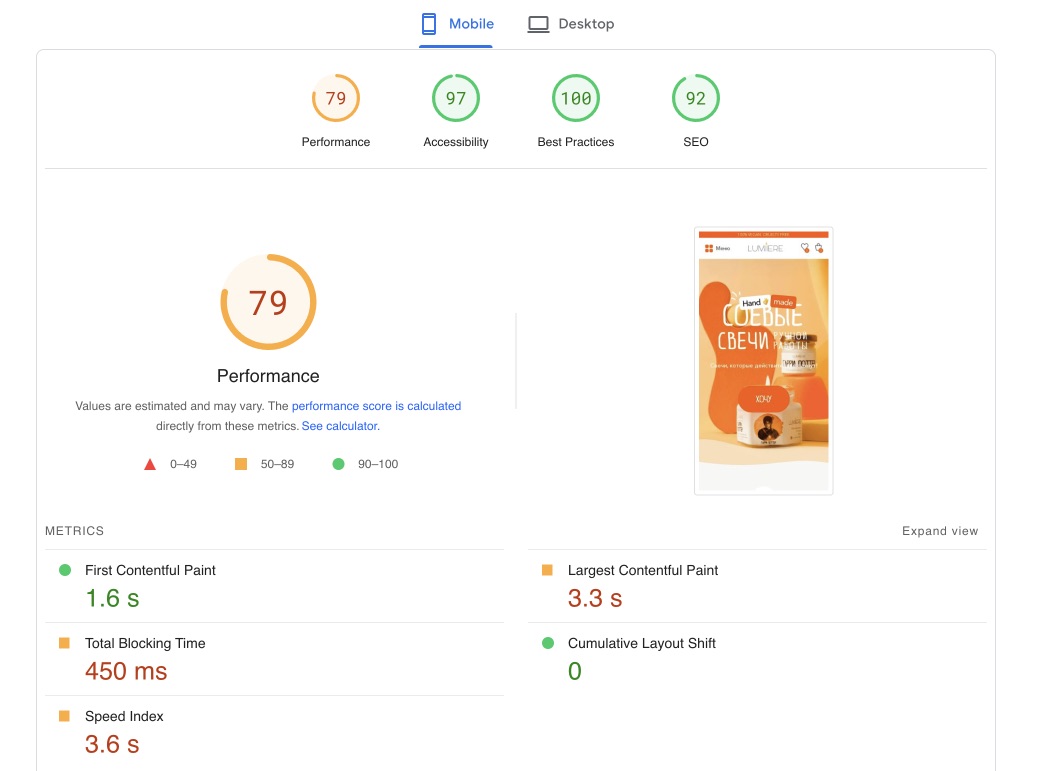 Mobile
Desktop
79
97
100
92
Performance
Accessibility
Best Practices
SEO
79
Performance
Values are estimated and may vary. The performance score is calculated
directly from these metrics. See calculator.
0–49
50–89
90–100
Меню
LUMIERE
Hand made
СОЕВЫЕ
СВЕЧИ РУЧНОЙ
РАБОТЫ
Свечи, которые
ХОЧУ
METRICS
Expand view
First Contentful Paint
1.6 s
Largest Contentful Paint
3.3 s
Total Blocking Time
450 ms
Cumulative Layout Shift
0
Speed Index
3.6 s